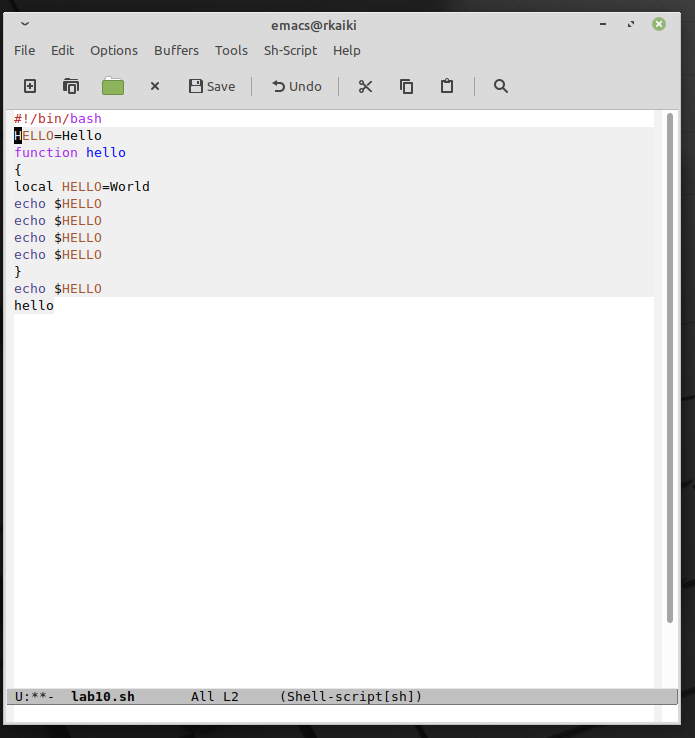 emacs@rkaiki
File Edit Options Buffers Tools Sh-Script Help
Save Undo
#!/bin/bash
HELLO=Hello
function hello
{
local HELLO=World
echo $HELLO
echo $HELLO
echo $HELLO
echo $HELLO
}
echo $HELLO
hello
U:**- lab10.sh All L2 (Shell-script[sh])